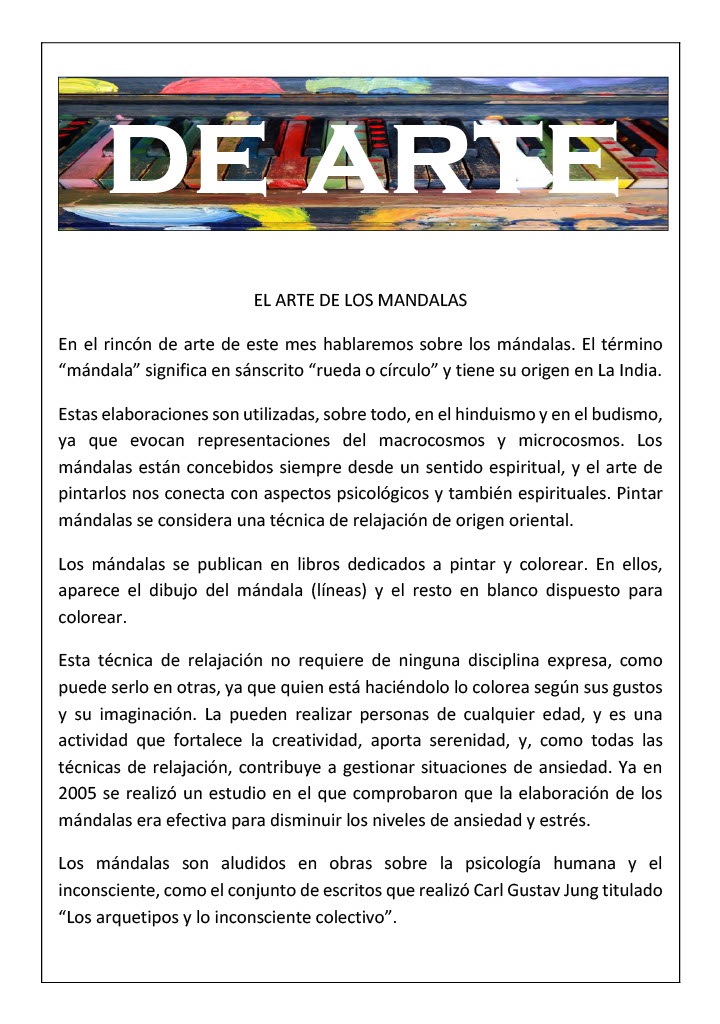 DE ARTE
EL ARTE DE LOS MANDALAS
En el rincón de arte de este mes hablaremos sobre los mándalas. El término
“mándala” significa en sánscrito “rueda o círculo” y tiene su origen en La India.
Estas elaboraciones son utilizadas, sobre todo, en el hinduismo y en el budismo,
ya que evocan representaciones del macrocosmos y microcosmos. Los
mándalas están concebidos siempre desde un sentido espiritual, y el arte de
pintarlos nos conecta con aspectos psicológicos y también espirituales. Pintar
mándalas se considera una técnica de relajación de origen oriental.
Los mándalas se publican en libros dedicados a pintar y colorear. En ellos,
aparece el dibujo del mándala (líneas) y el resto en blanco dispuesto para
colorear.
Esta técnica de relajación no requiere de ninguna disciplina expresa, como
puede serlo en otras, ya que quien está haciéndolo lo colorea según sus gustos
y su imaginación. La pueden realizar personas de cualquier edad, y es una
actividad que fortalece la creatividad, aporta serenidad, y, como todas las
técnicas de relajación, contribuye a gestionar situaciones de ansiedad. Ya en
2005 se realizó un estudio en el que comprobaron que la elaboración de los
mándalas era efectiva para disminuir los niveles de ansiedad y estrés.
Los mándalas son aludidos en obras sobre la psicología humana y el
inconsciente, como el conjunto de escritos que realizó Carl Gustav Jung titulado
“Los arquetipos y lo inconsciente colectivo”.